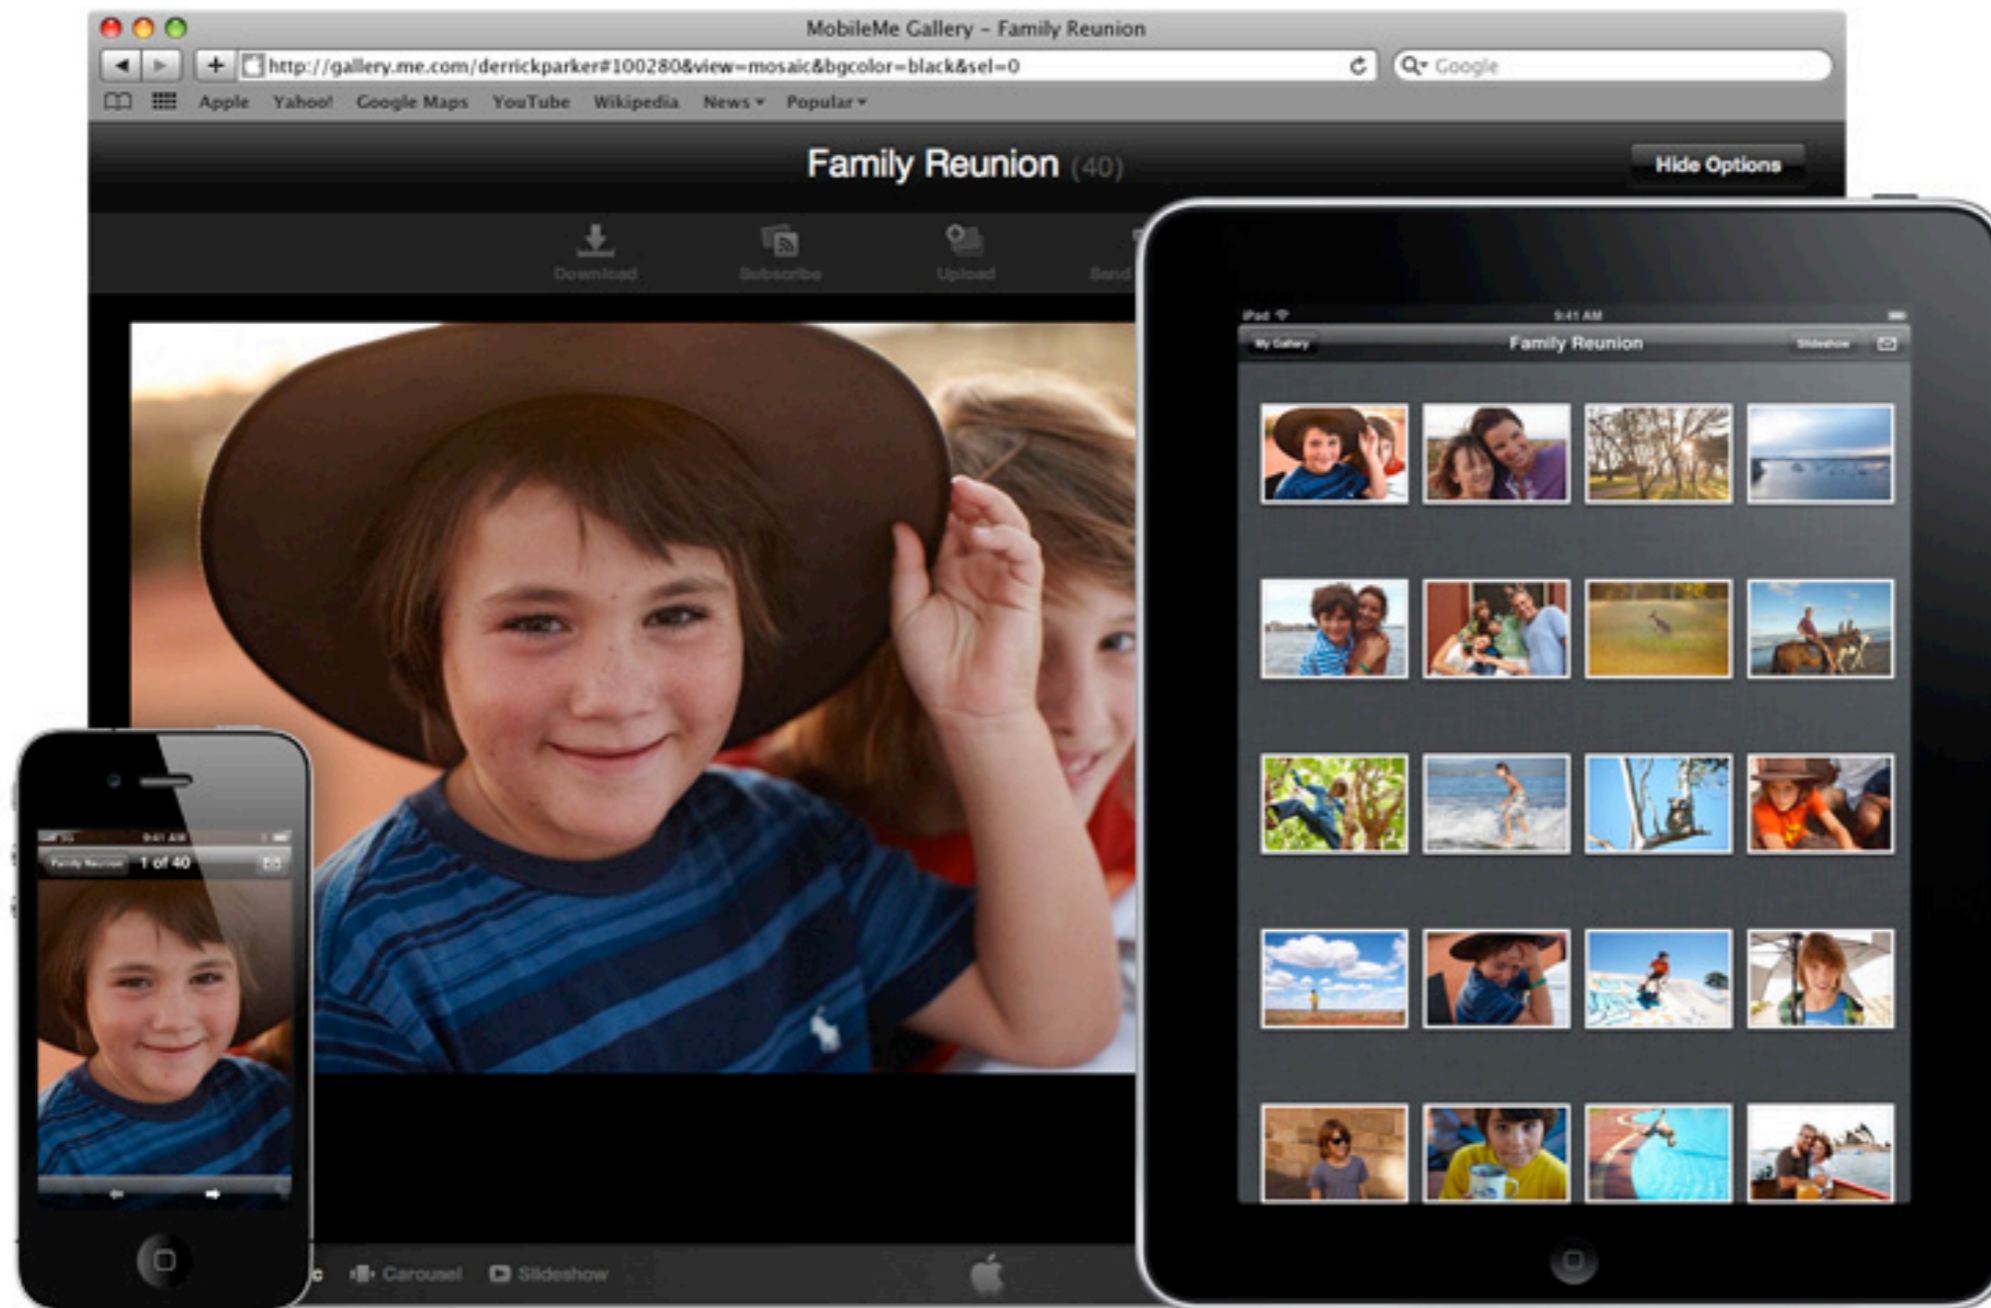 MobileMe Gallery – Family Reunion
http://gallery.me.com/derrickparker#100280&view=mosaic&bgcolor=black&sel=0
Google
Apple Yahoo! Google Maps YouTube Wikipedia News Popular
Family Reunion (40)
Hide Options
Download Subscribe Upload Send
iPad 9:41 AM
My Gallery Family Reunion Slideshow
9:41 AM
Family Reunion 1 of 40
Carousel Slideshow